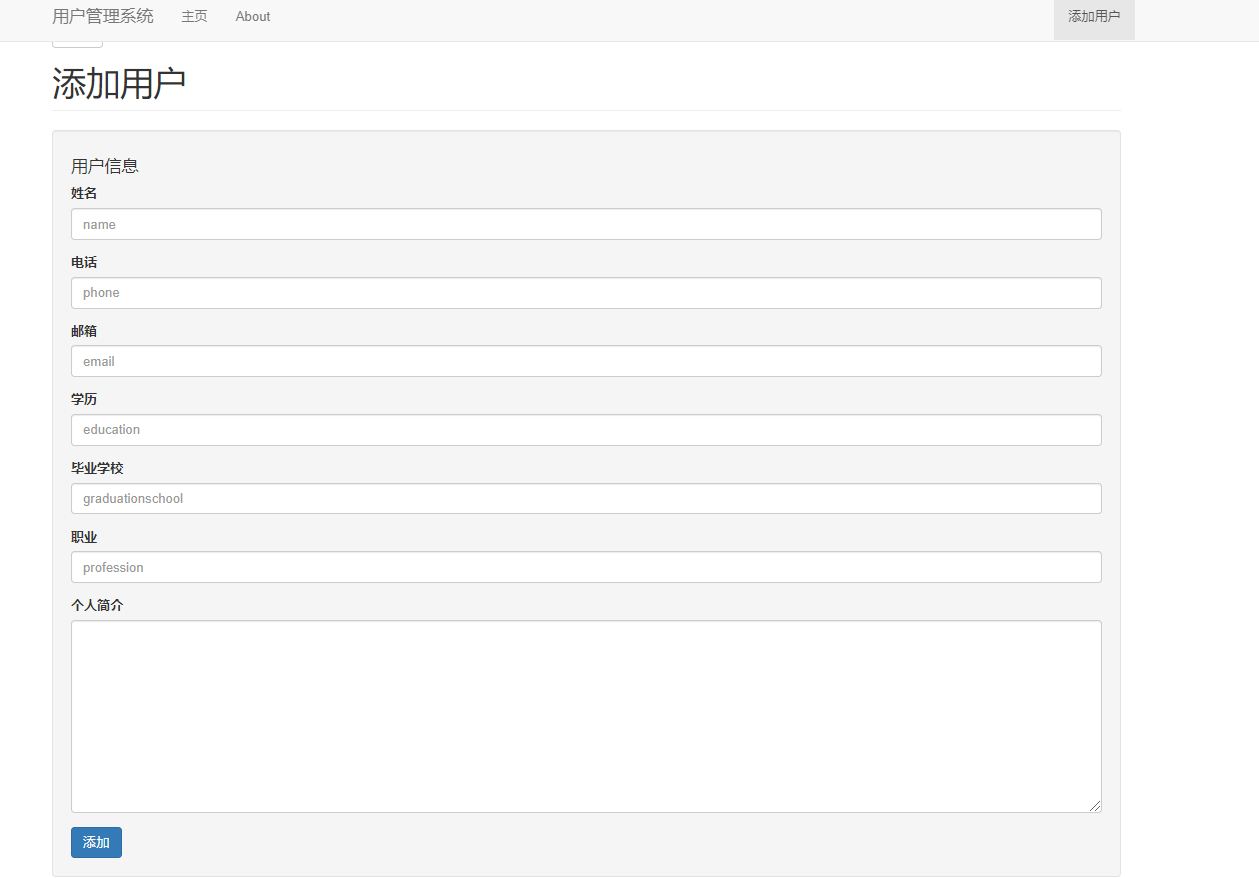 用户管理系统 主页 About 添加用户
添加用户
用户信息
姓名
name
电话
phone
邮箱
email
学历
education
毕业学校
graduationschool
职业
profession
个人简介
添加